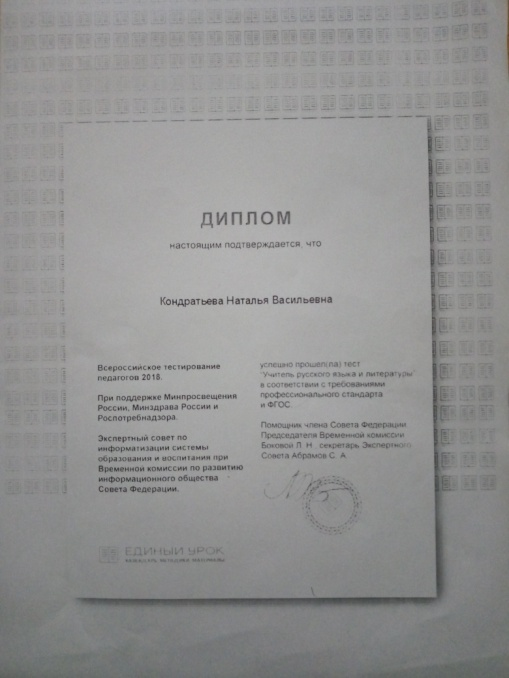 ДИПЛОМ
настоящим подтверждается, что
Кондратьева Наталья Васильевна
Всероссийское тестирование
педагогов 2018.
При поддержке Минпросвещения
России, Минздрава России и
Роспотребнадзора.
Экспертный совет по
информатизации системы
образования и воспитания при
Временной комиссии по развитию
информационного общества
Совета Федерации.
успешно прошел(ла) тест
"Учитель русского языка и литературы"
в соответствии с требованиями
профессионального стандарта
и ФГОС.
Помощник члена Совета Федерации.
Председателя Временной комиссии
Боковой Л. Н., секретарь Экспертного
Совета Абрамов С. А.
ЕДИНЫЙ УРОК